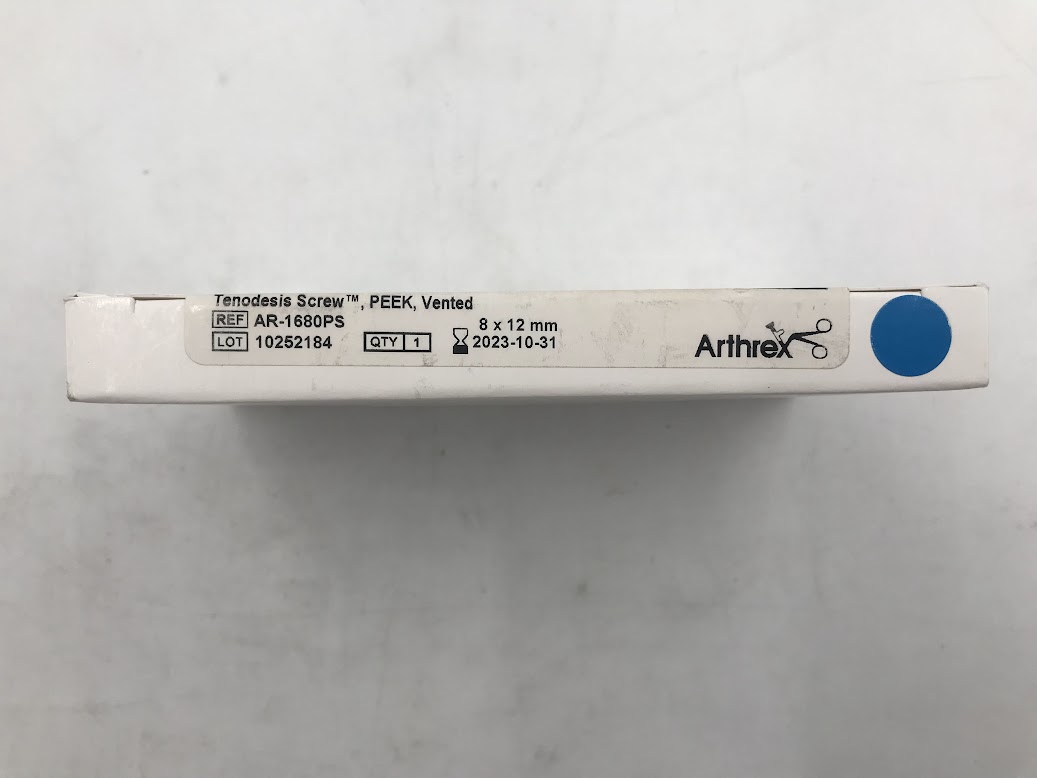 Tenodesis Screw™, PEEK, Vented
REF AR-1680PS
8 x 12 mm
LOT 10252184 QTY 1 2023-10-31
Arthrex